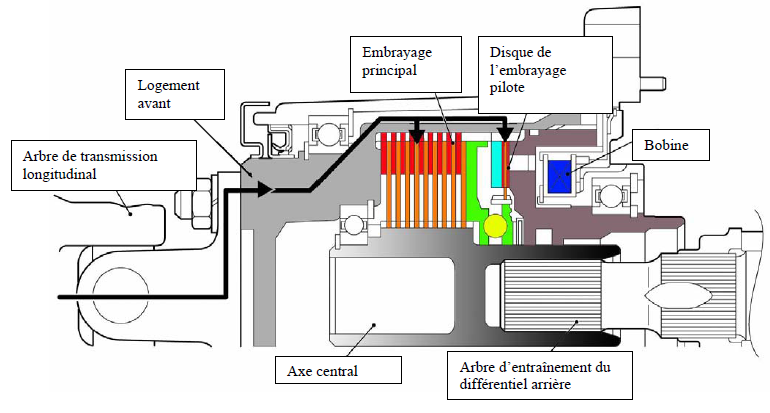 Embrayage
principal
Disque de
l’embrayage
pilote
Logement
avant
Bobine
Arbre de transmission
longitudinal
Axe central
Arbre d’entraînement du
différentiel arrière